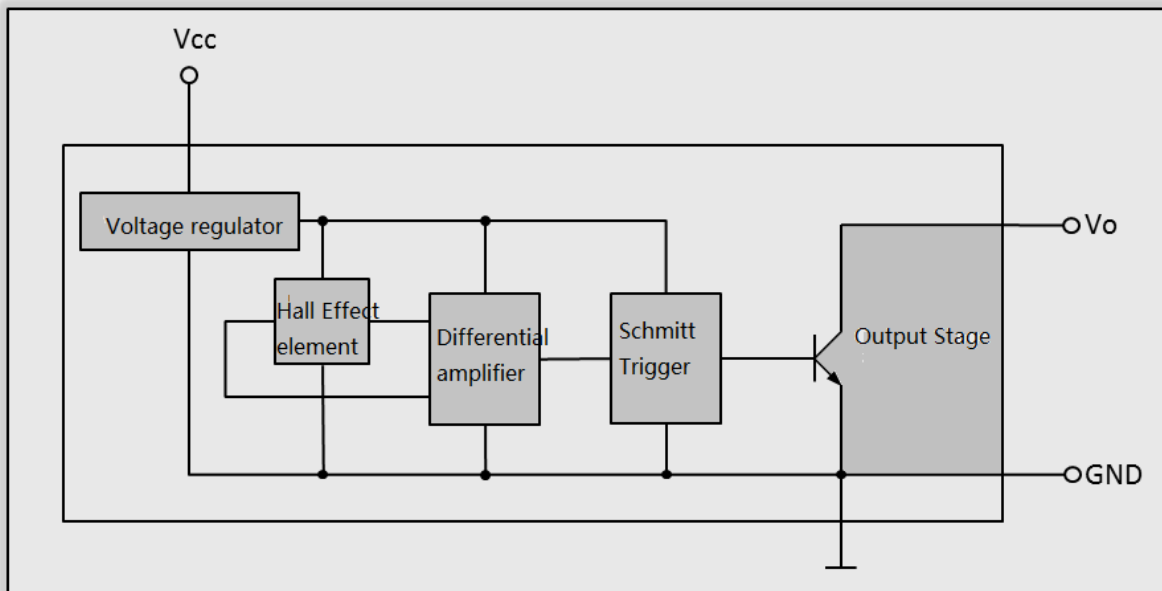 Vcc
Voltage regulator
Vo
Hall Effect
element
Differential
amplifier
Schmitt
Trigger
Output Stage
GND